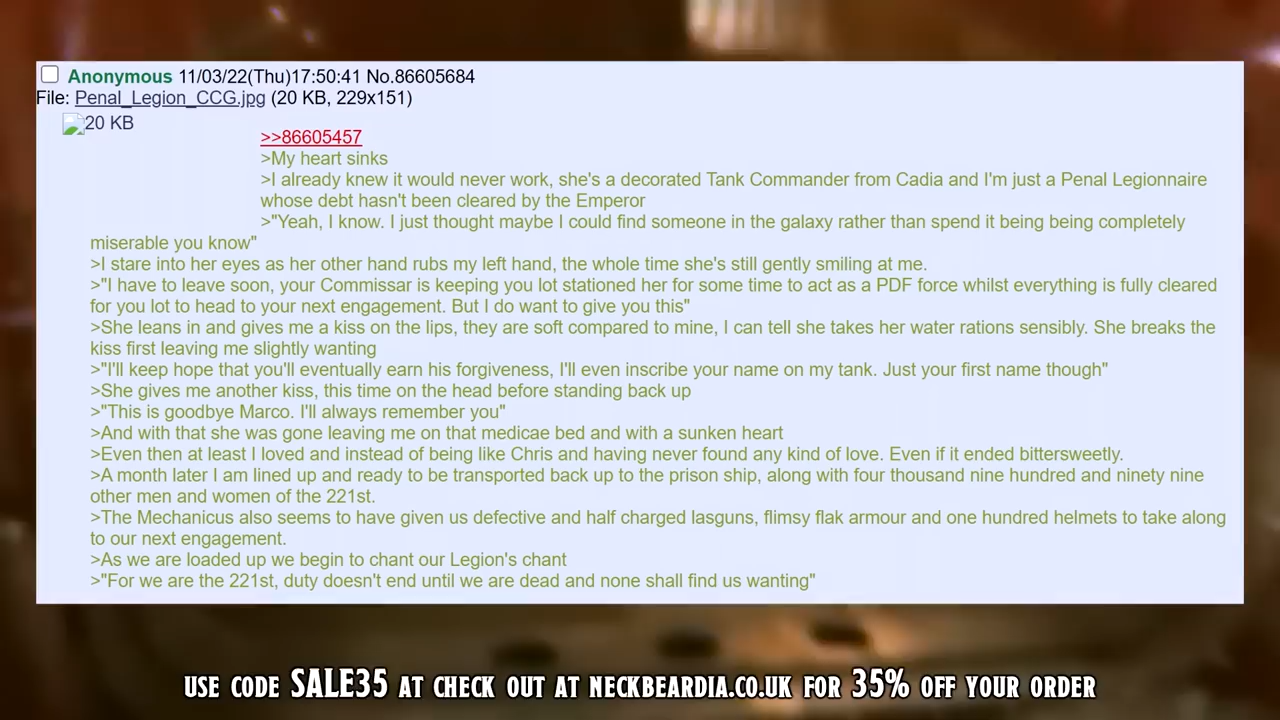 Anonymous 11/03/22(Thu)17:50:41 No.86605684
File: Penal_Legion_CCG.jpg (20 KB, 229x151)
20 KB
>>86605457
>My heart sinks
>I already knew it would never work, she's a decorated Tank Commander from Cadia and I'm just a Penal Legionnaire
whose debt hasn't been cleared by the Emperor
>"Yeah, I know. I just thought maybe I could find someone in the galaxy rather than spend it being being completely
miserable you know"
>I stare into her eyes as her other hand rubs my left hand, the whole time she's still gently smiling at me.
>"I have to leave soon, your Commissar is keeping you lot stationed her for some time to act as a PDF force whilst everything is fully cleared
for you lot to head to your next engagement. But I do want to give you this"
>She leans in and gives me a kiss on the lips, they are soft compared to mine, I can tell she takes her water rations sensibly. She breaks the
kiss first leaving me slightly wanting
>"I'll keep hope that you'll eventually earn his forgiveness, I'll even inscribe your name on my tank. Just your first name though"
>She gives me another kiss, this time on the head before standing back up
>"This is goodbye Marco. I'll always remember you"
>And with that she was gone leaving me on that medicae bed and with a sunken heart
>Even then at least I loved and instead of being like Chris and having never found any kind of love. Even if it ended bittersweetly.
>A month later I am lined up and ready to be transported back up to the prison ship, along with four thousand nine hundred and ninety nine
other men and women of the 221st.
>The Mechanicus also seems to have given us defective and half charged lasguns, flimsy flak armour and one hundred helmets to take along
to our next engagement.
>As we are loaded up we begin to chant our Legion's chant
>"For we are the 221st, duty doesn't end until we are dead and none shall find us wanting"
USE CODE SALE35 AT CHECK OUT AT NECKBEARDIA.CO.UK FOR 35% OFF YOUR ORDER